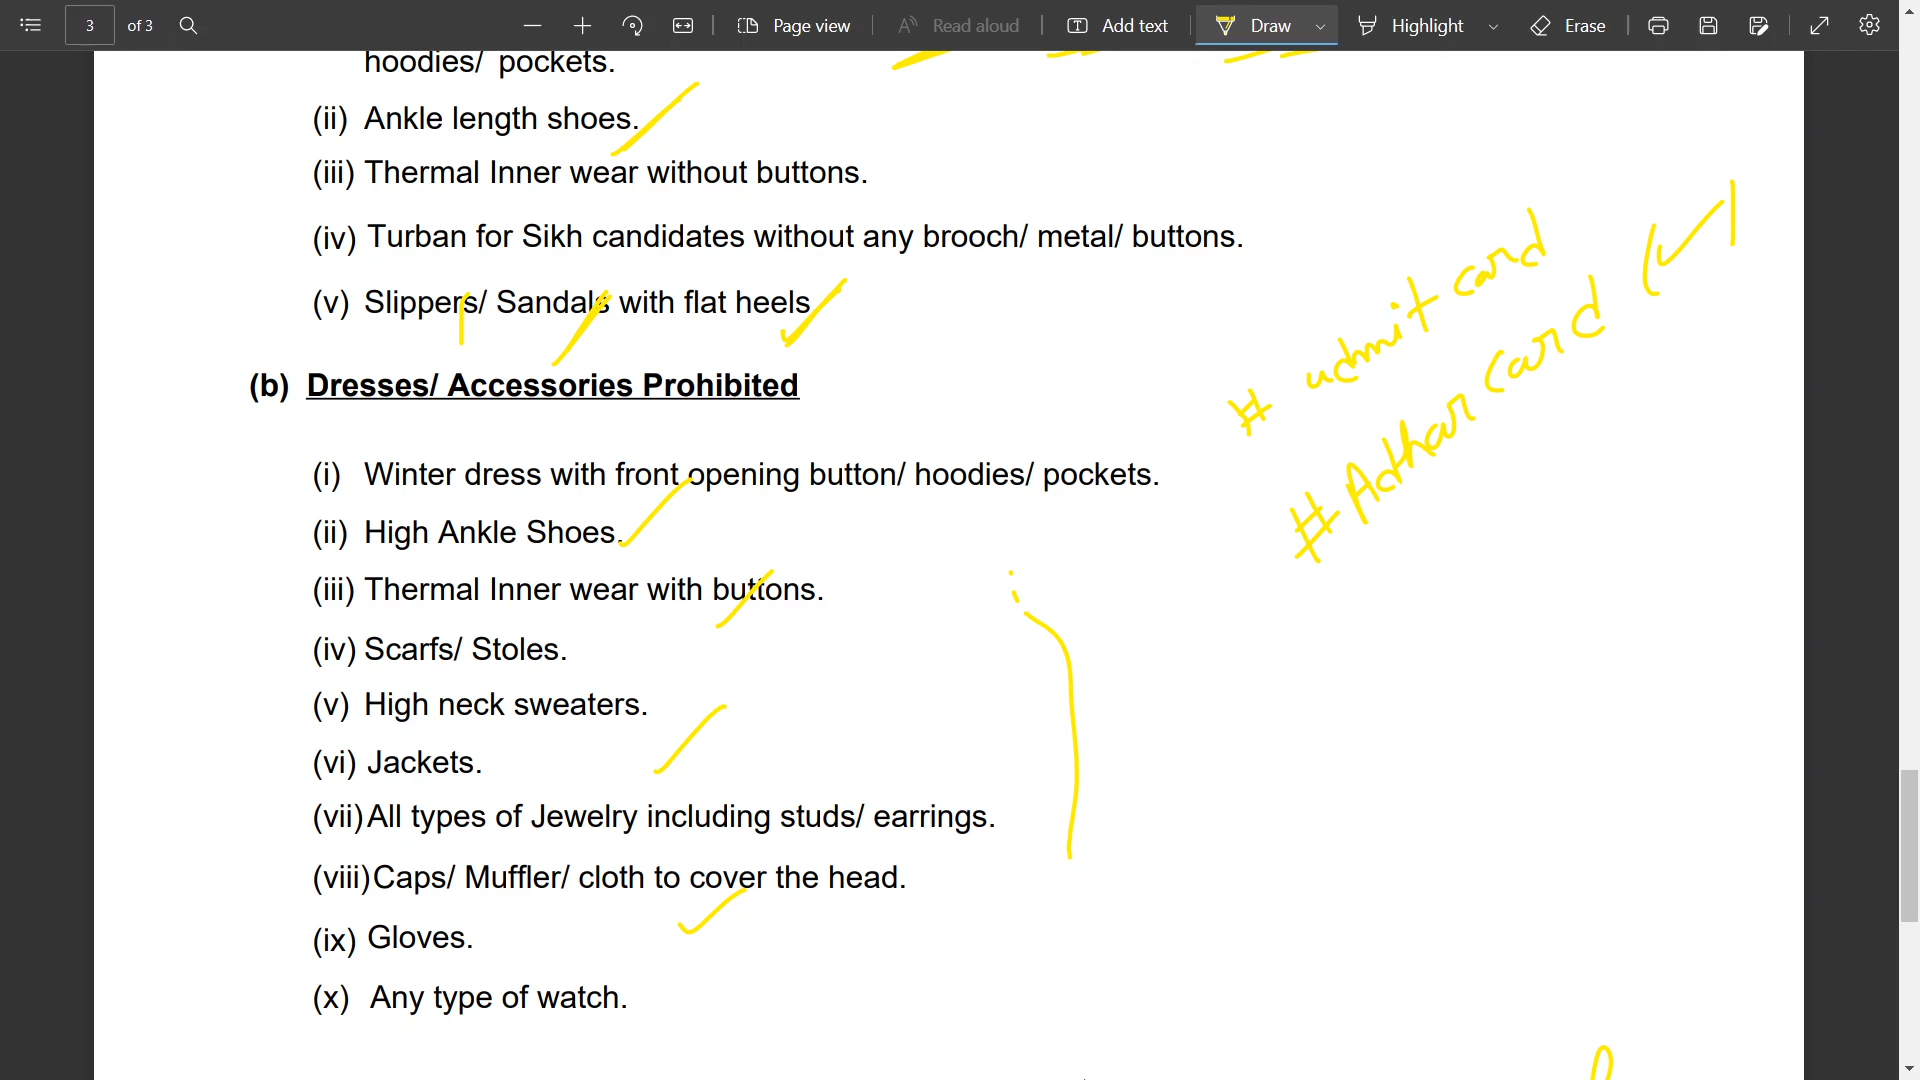 3 of 3 Page view Read aloud Add text Draw Highlight Erase
hoodies/ pockets.
(ii) Ankle length shoes.
(iii) Thermal Inner wear without buttons.
(iv) Turban for Sikh candidates without any brooch/ metal/ buttons.
(v) Slippers/ Sandals with flat heels.
# admit card
# Adhar card
(b) Dresses/ Accessories Prohibited
(i) Winter dress with front opening button/ hoodies/ pockets.
(ii) High Ankle Shoes.
(iii) Thermal Inner wear with buttons.
(iv) Scarfs/ Stoles.
(v) High neck sweaters.
(vi) Jackets.
(vii) All types of Jewelry including studs/ earrings.
(viii) Caps/ Muffler/ cloth to cover the head.
(ix) Gloves.
(x) Any type of watch.